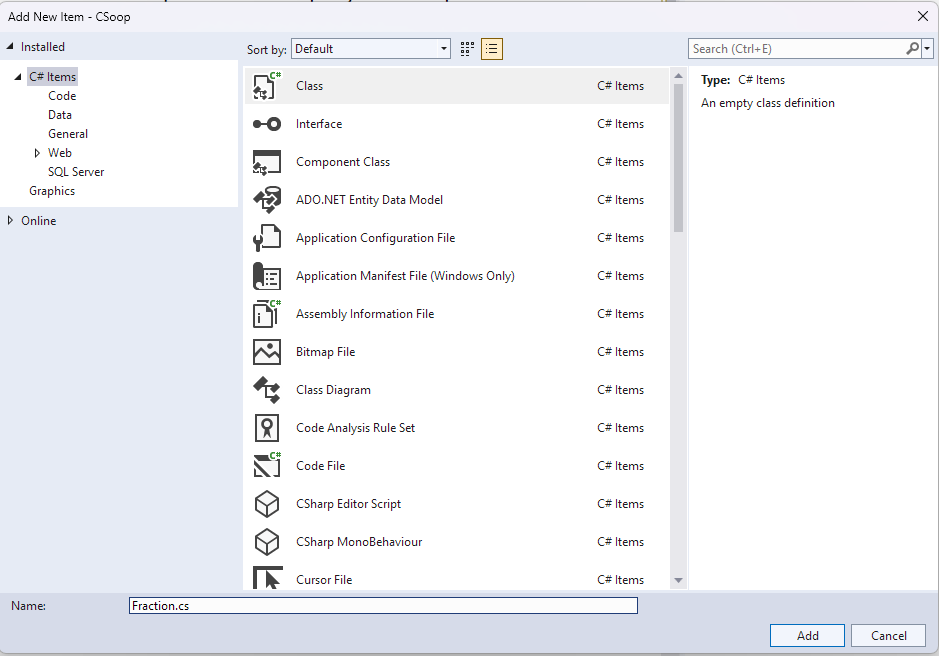 Add New Item - CSoop
Installed
Sort by: Default
Search (Ctrl+E)
C# Items
Code
Data
General
Web
SQL Server
Graphics
Online
Class C# Items
Interface C# Items
Component Class C# Items
ADO.NET Entity Data Model C# Items
Application Configuration File C# Items
Application Manifest File (Windows Only) C# Items
Assembly Information File C# Items
Bitmap File C# Items
Class Diagram C# Items
Code Analysis Rule Set C# Items
Code File C# Items
CSharp Editor Script C# Items
CSharp MonoBehaviour C# Items
Cursor File C# Items
Type: C# Items
An empty class definition
Name: Fraction.cs
Add Cancel